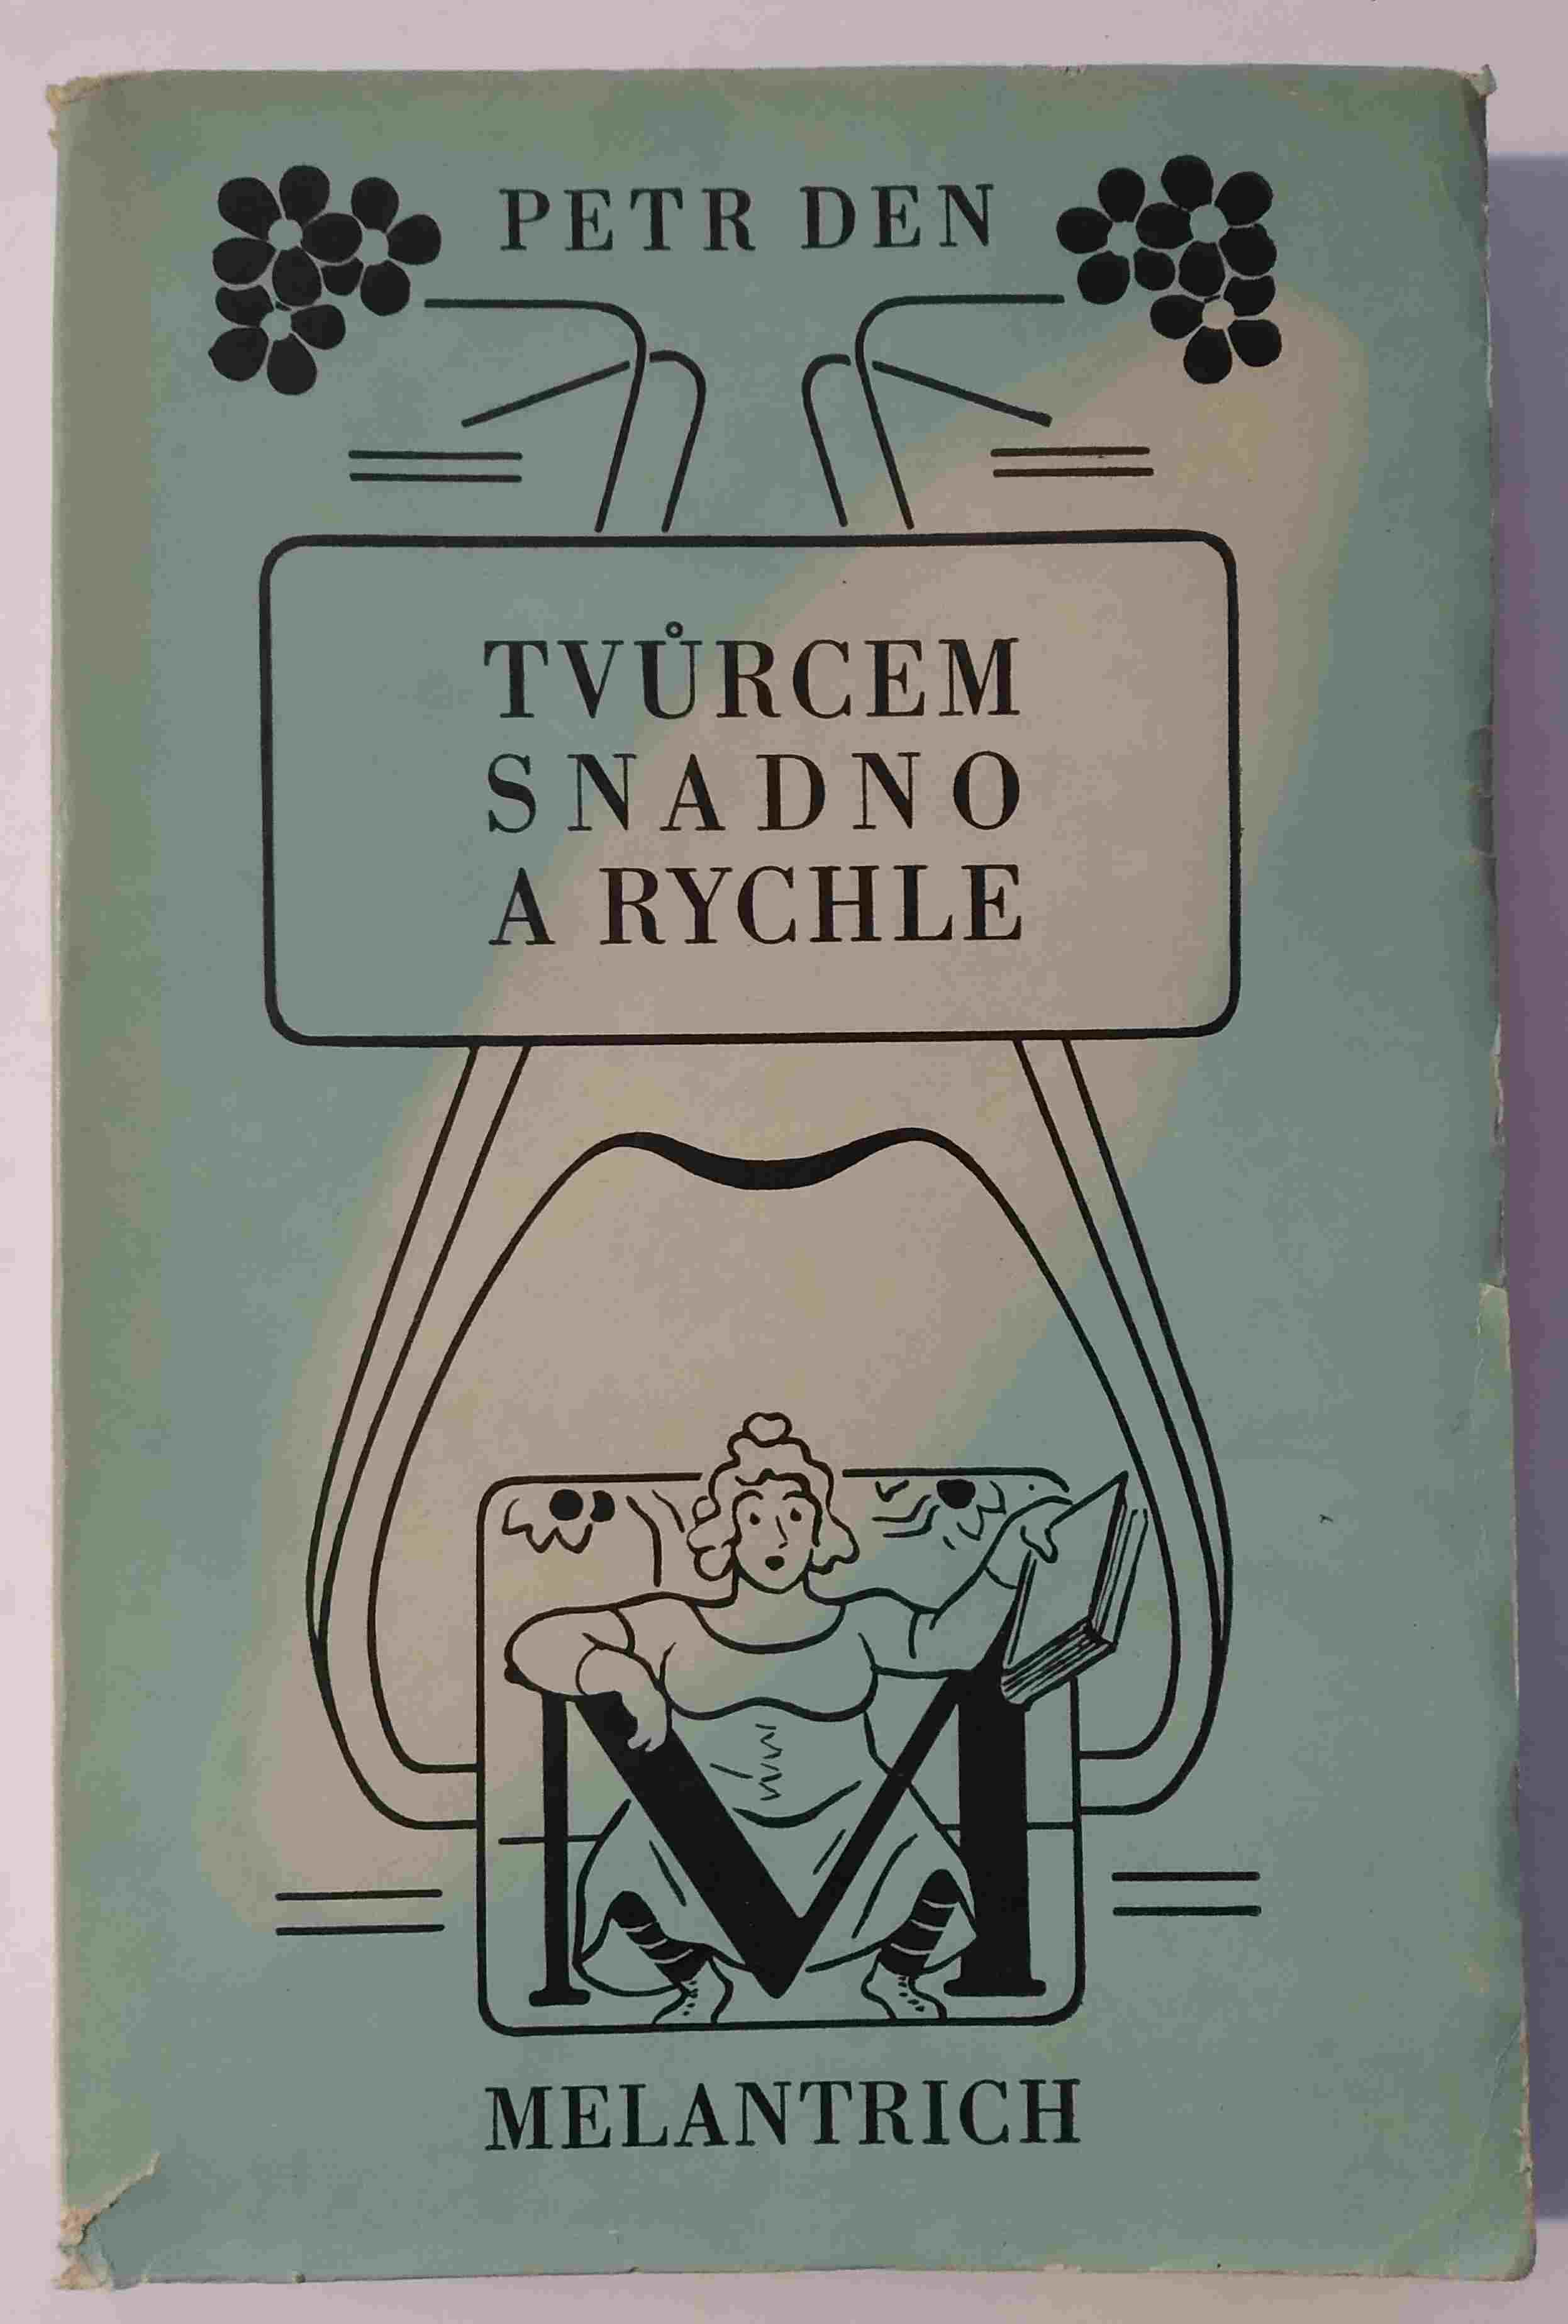 PETR DEN
TVŮRCEM
SNADNO
A RYCHLE
M
MELANTRICH